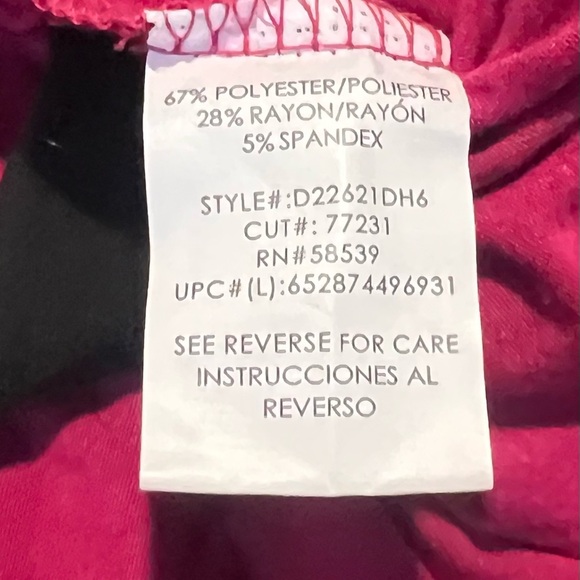 67% POLYESTER/POLIESTER
28% RAYON/RAYÓN
5% SPANDEX
STYLE#:D22621DH6
CUT#: 77231
RN#58539
UPC#(L):652874496931
SEE REVERSE FOR CARE
INSTRUCCIONES AL
REVERSO